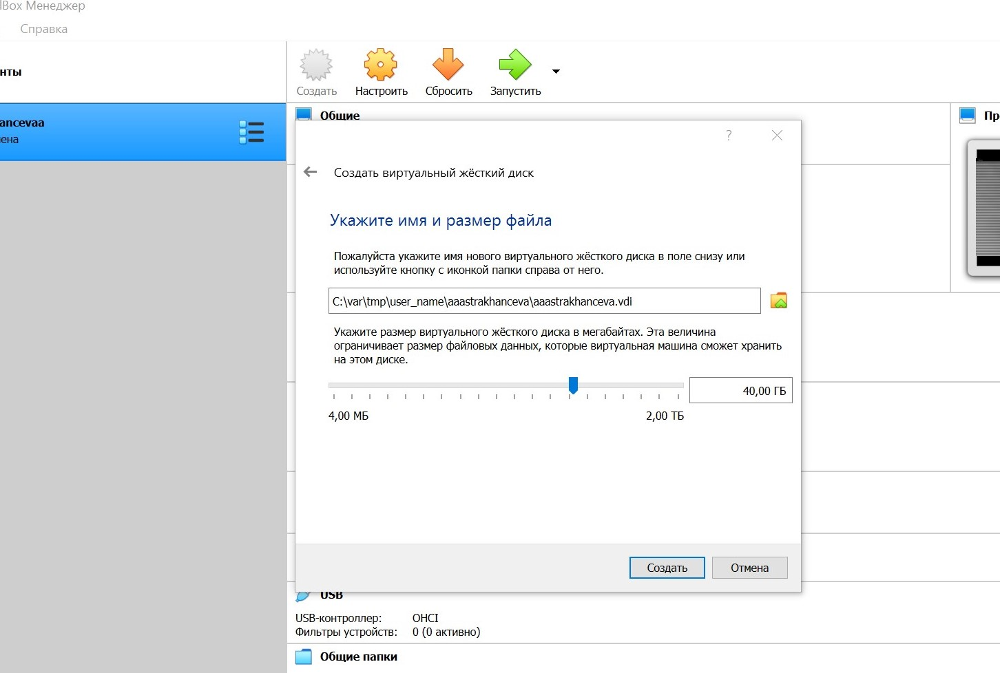 lBox Менеджер
Справка
нты
Создать
Настроить
Сбросить
Запустить
ancevaa
ена
Общие
Пр
?
Создать виртуальный жёсткий диск
Укажите имя и размер файла
Пожалуйста укажите имя нового виртуального жёсткого диска в поле снизу или
используйте кнопку с иконкой папки справа от него.
C:\var\tmp\user_name\aaastrakhanceva\aaastrakhanceva.vdi
Укажите размер виртуального жёсткого диска в мегабайтах. Эта величина
ограничивает размер файловых данных, которые виртуальная машина сможет хранить
на этом диске.
40,00 ГБ
4,00 МБ
2,00 ТБ
Создать
Отмена
USB
USB-контроллер: OHCI
Фильтры устройств: 0 (0 активно)
Общие папки